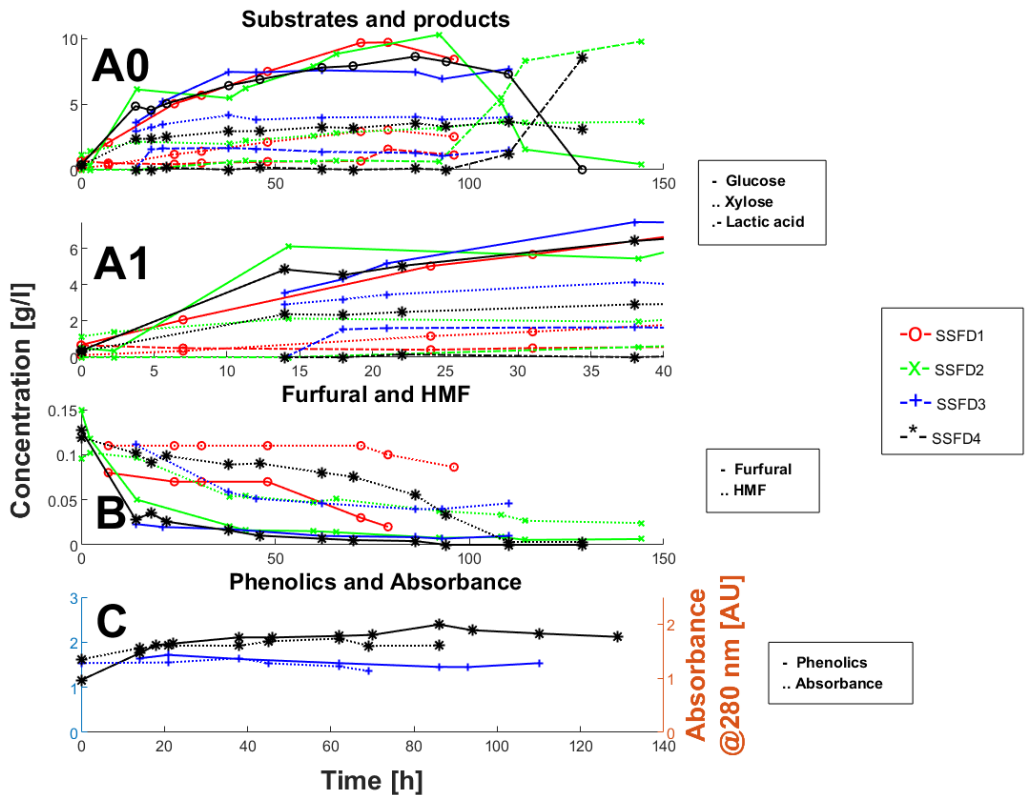 Substrates and products
A0
10
5
0
0
50
100
150
- Glucose
.. Xylose
.- Lactic acid
A1
6
4
2
0
0
5
10
15
20
25
30
35
40
Concentration [g/l]
SSFD1
SSFD2
SSFD3
SSFD4
Furfural and HMF
B
0.15
0.1
0.05
0
0
50
100
150
- Furfural
.. HMF
Phenolics and Absorbance
C
3
2
1
0
2
1
0
0
20
40
60
80
100
120
140
Absorbance
@280 nm [AU]
- Phenolics
.. Absorbance
Time [h]